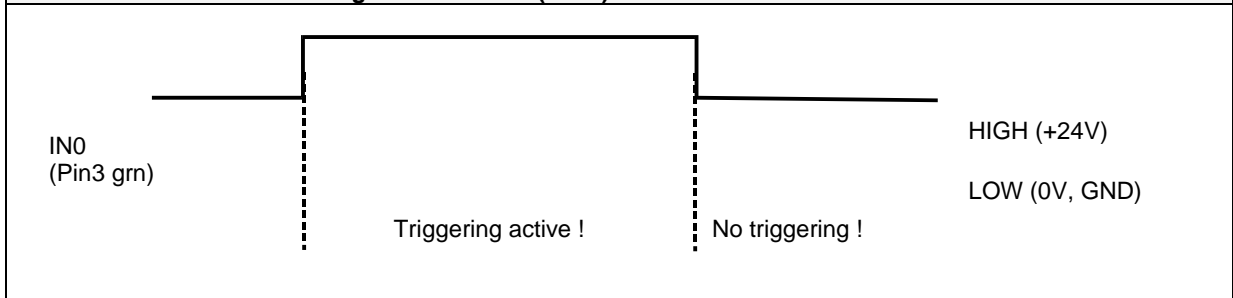 IN0
(Pin3 grn)
HIGH (+24V)
LOW (0V, GND)
Triggering active !
No triggering !